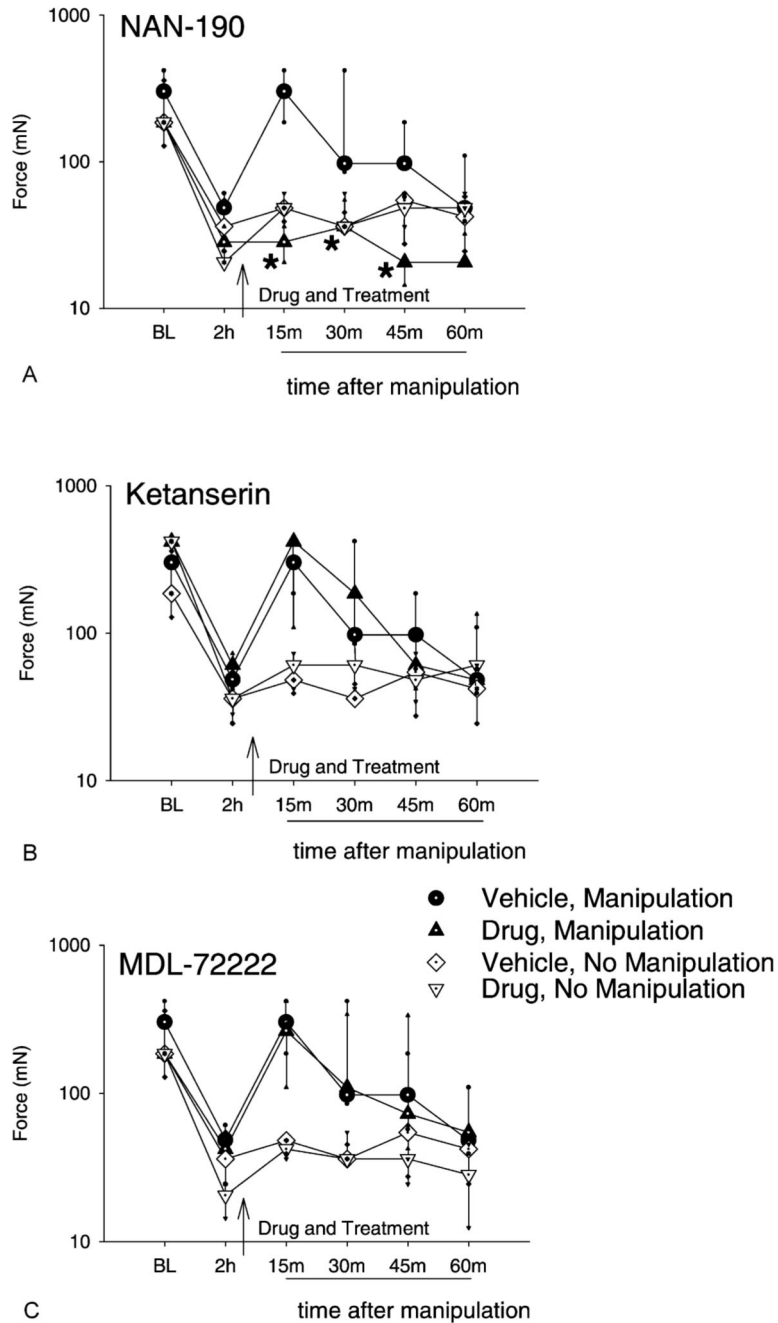 1000
NAN-190
Force (mN)
100
10
*
*
*
Drug and Treatment
BL 2h 15m 30m 45m 60m
A
time after manipulation
1000
Ketanserin
Force (mN)
100
10
Drug and Treatment
BL 2h 15m 30m 45m 60m
B
time after manipulation
Vehicle, Manipulation
Drug, Manipulation
Vehicle, No Manipulation
Drug, No Manipulation
1000
MDL-72222
Force (mN)
100
10
Drug and Treatment
BL 2h 15m 30m 45m 60m
C
time after manipulation